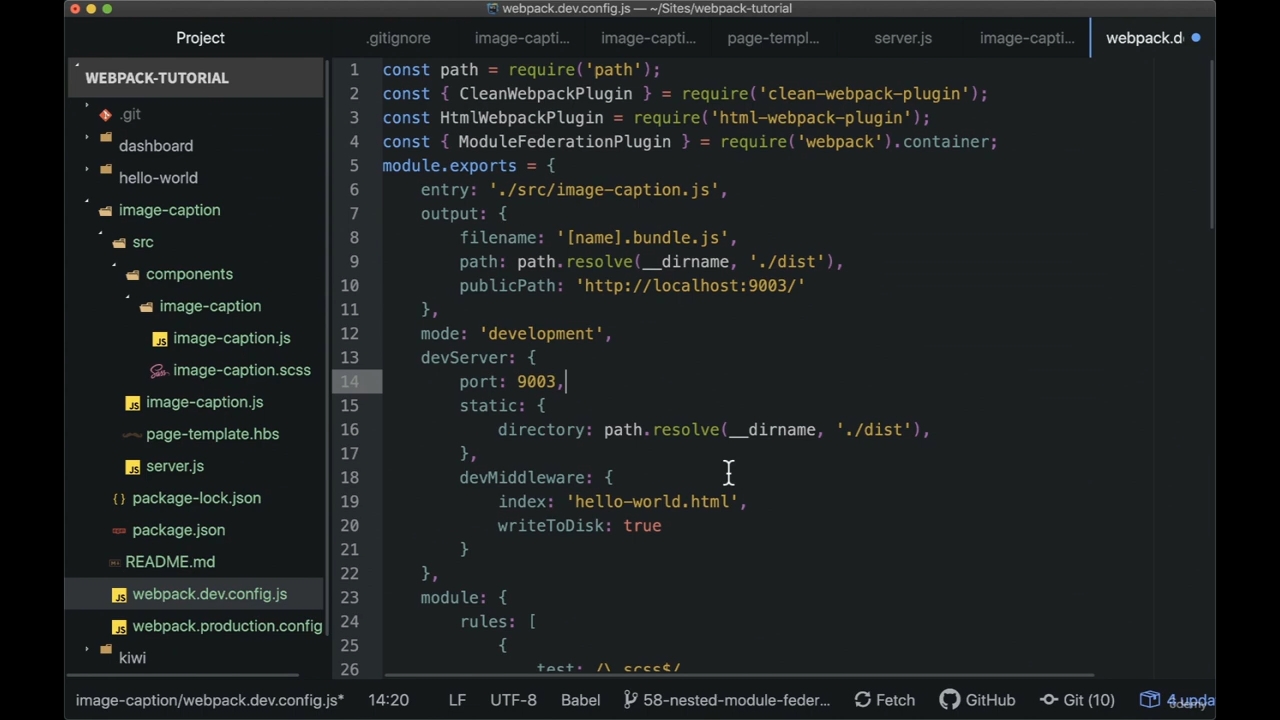 webpack.dev.config.js — ~/Sites/webpack-tutorial
Project
.gitignore
image-capti...
image-capti...
page-templ...
server.js
image-capti...
webpack.d
WEBPACK-TUTORIAL
.git
dashboard
hello-world
image-caption
src
components
image-caption
image-caption.js
image-caption.scss
image-caption.js
page-template.hbs
server.js
package-lock.json
package.json
README.md
webpack.dev.config.js
webpack.production.config
kiwi
1 const path = require('path');
2 const { CleanWebpackPlugin } = require('clean-webpack-plugin');
3 const HtmlWebpackPlugin = require('html-webpack-plugin');
4 const { ModuleFederationPlugin } = require('webpack').container;
5 module.exports = {
6 entry: './src/image-caption.js',
7 output: {
8 filename: '[name].bundle.js',
9 path: path.resolve(__dirname, './dist'),
10 publicPath: 'http://localhost:9003/'
11 },
12 mode: 'development',
13 devServer: {
14 port: 9003,
15 static: {
16 directory: path.resolve(__dirname, './dist'),
17 },
18 devMiddleware: {
19 index: 'hello-world.html',
20 writeToDisk: true
21 }
22 },
23 module: {
24 rules: [
25 {
26 test: /\.scss$/
image-caption/webpack.dev.config.js* 14:20 LF UTF-8 Babel 58-nested-module-feder... Fetch GitHub Git (10) 4 upda